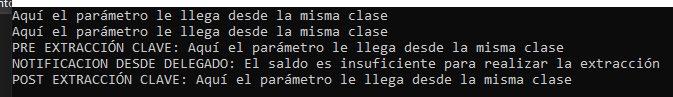 Aquí el parámetro le llega desde la misma clase
Aquí el parámetro le llega desde la misma clase
PRE EXTRACCIÓN CLAVE: Aquí el parámetro le llega desde la misma clase
NOTIFICACION DESDE DELEGADO: El saldo es insuficiente para realizar la extracción
POST EXTRACCIÓN CLAVE: Aquí el parámetro le llega desde la misma clase